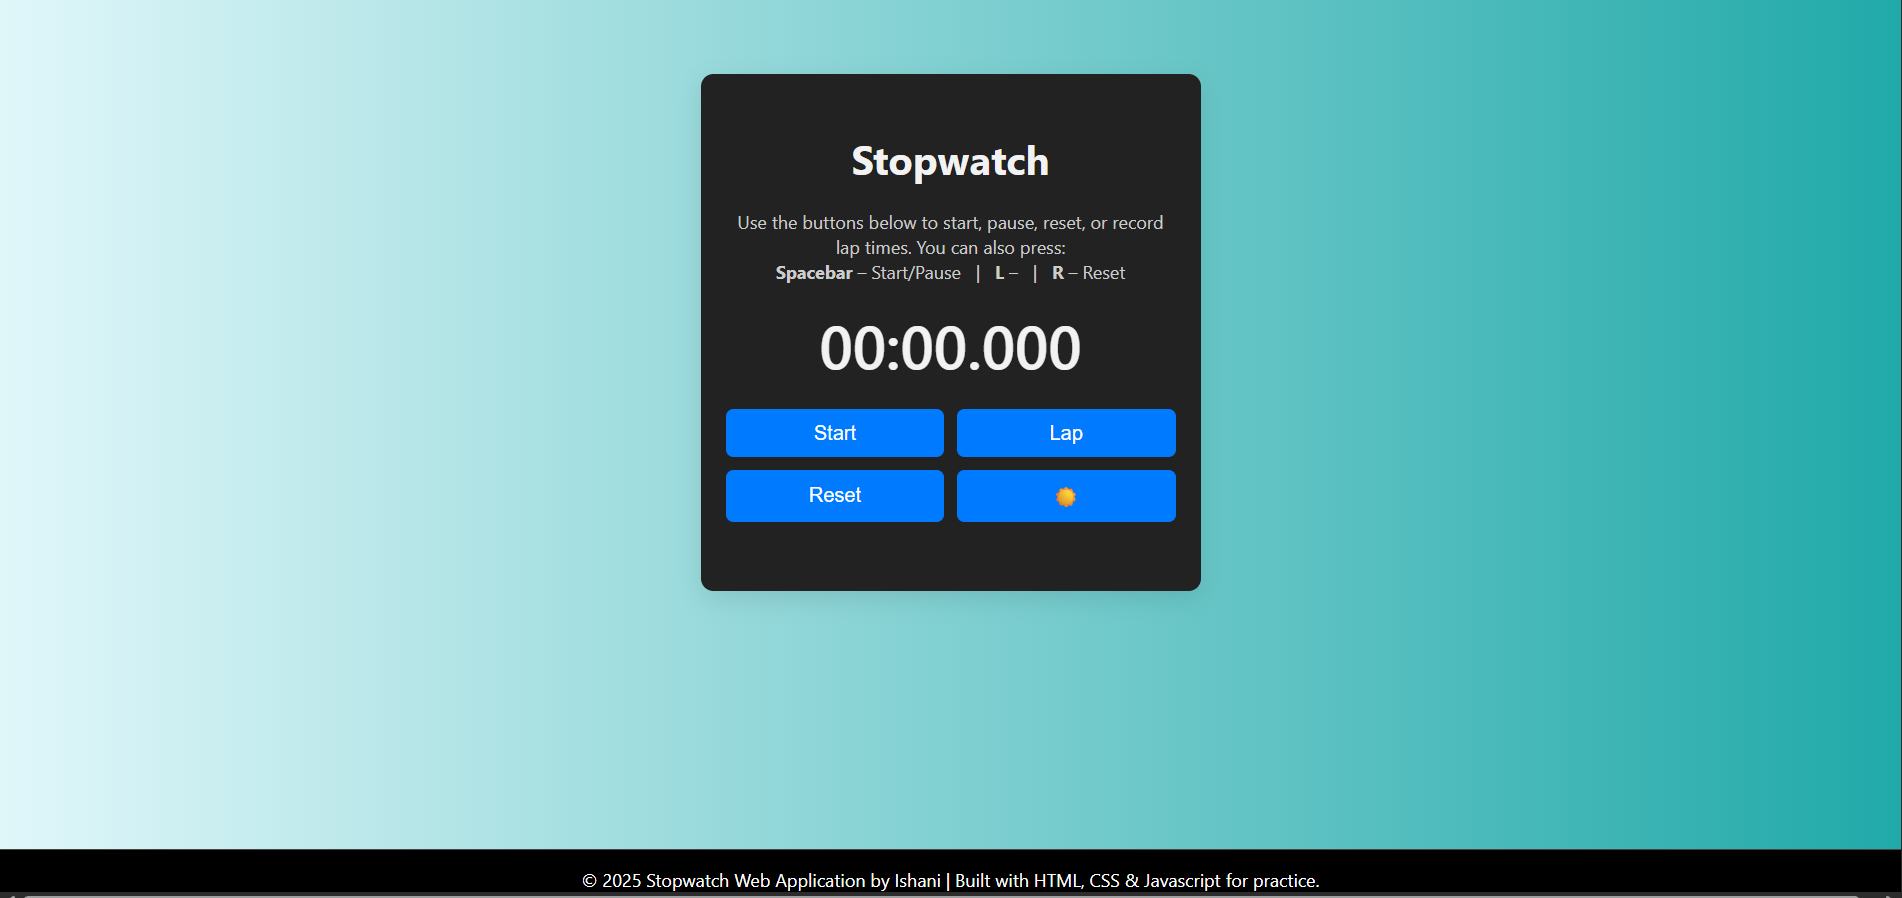 Stopwatch
Use the buttons below to start, pause, reset, or record
lap times. You can also press:
Spacebar – Start/Pause | L – | R – Reset
00:00.000
Start
Lap
Reset
© 2025 Stopwatch Web Application by Ishani | Built with HTML, CSS & Javascript for practice.